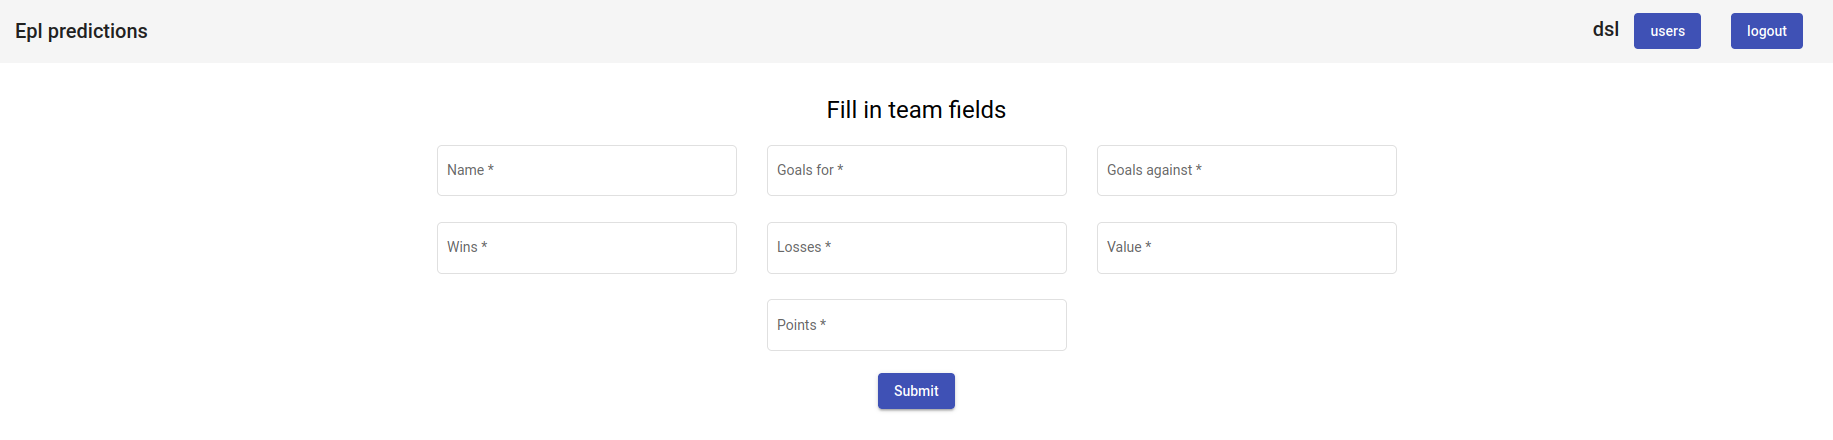 Epl predictions
dsl users logout
Fill in team fields
Name * Goals for * Goals against *
Wins * Losses * Value *
Points *
Submit